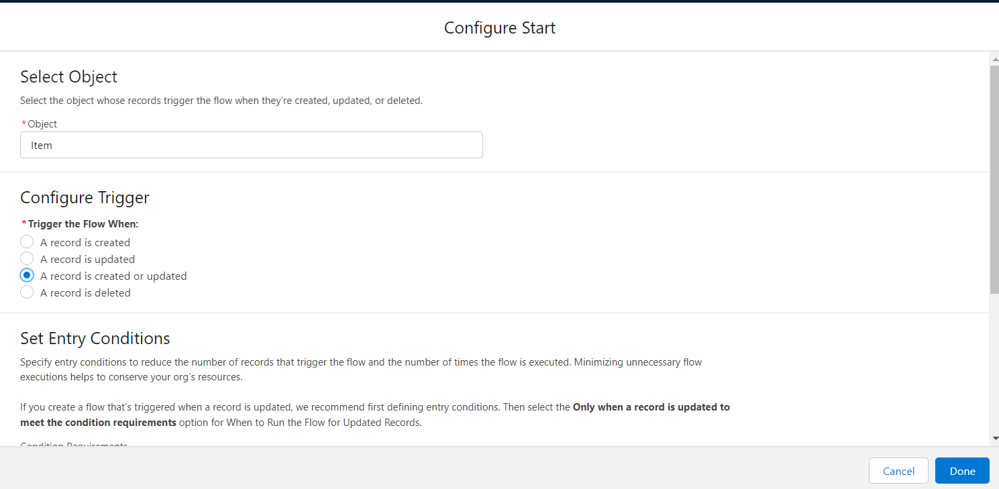 Configure Start
Select Object
Select the object whose records trigger the flow when they're created, updated, or deleted.
*Object
Item
Configure Trigger
*Trigger the Flow When:
A record is created
A record is updated
A record is created or updated
A record is deleted
Set Entry Conditions
Specify entry conditions to reduce the number of records that trigger the flow and the number of times the flow is executed. Minimizing unnecessary flow
executions helps to conserve your org's resources.
If you create a flow that's triggered when a record is updated, we recommend first defining entry conditions. Then select the Only when a record is updated to
meet the condition requirements option for When to Run the Flow for Updated Records.
Condition Requirements
Cancel
Done